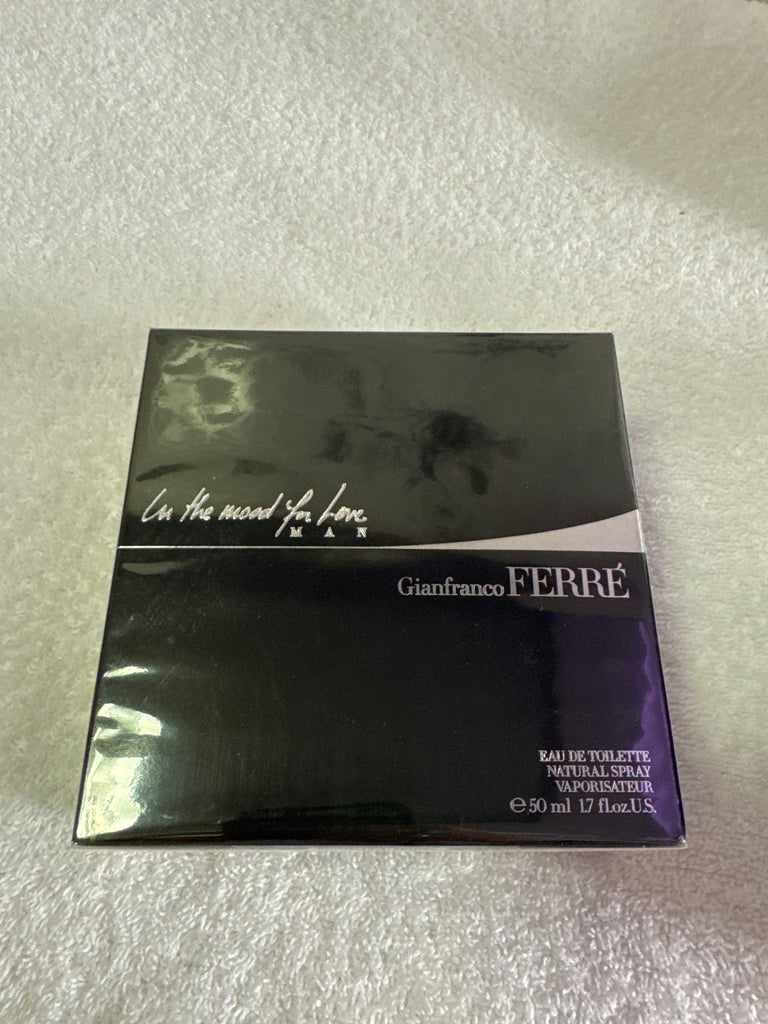 In the mood for Love
MAN
Gianfranco FERRÉ
EAU DE TOILETTE
NATURAL SPRAY
VAPORISATEUR
℮ 50 ml 1.7 fl.oz.U.S.